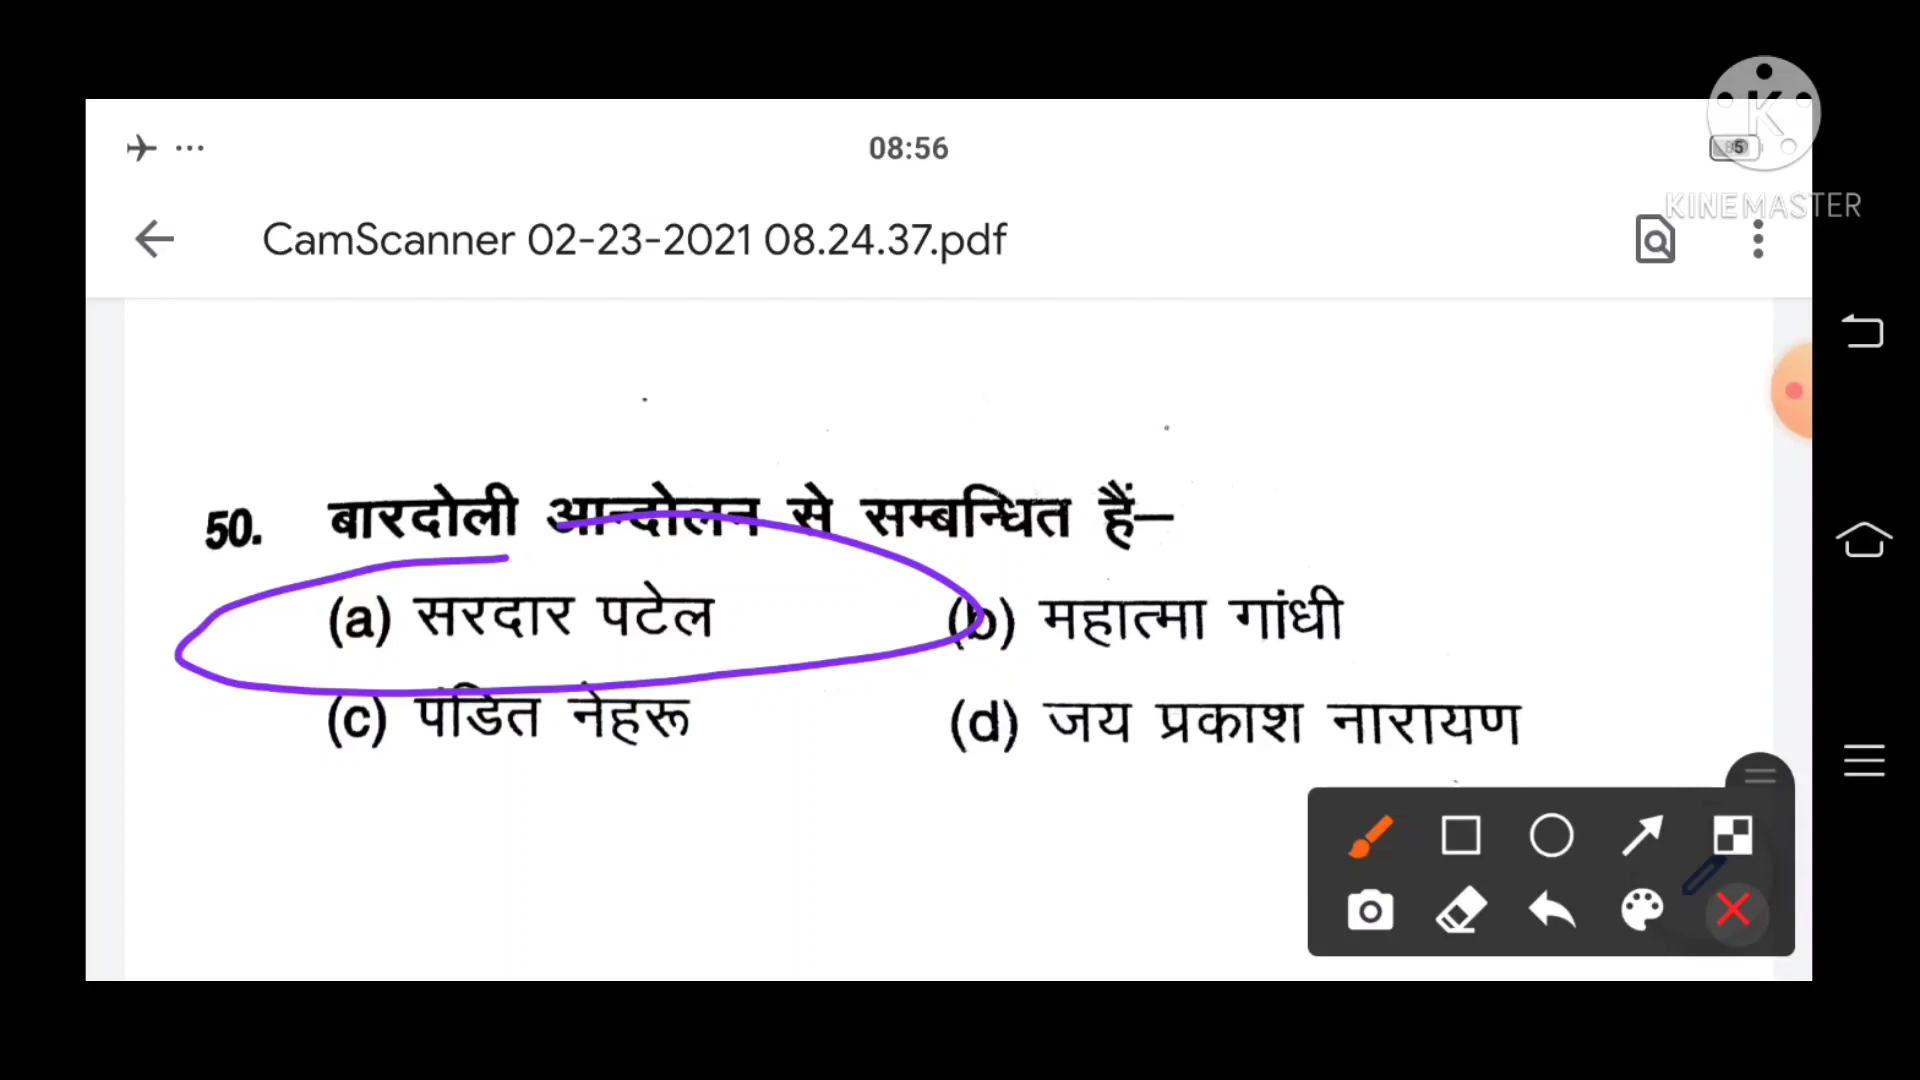 08:56
85
KINEMASTER
CamScanner 02-23-2021 08.24.37.pdf
50. बारदोली आन्दोलन से सम्बन्धित हैं—
(a) सरदार पटेल (b) महात्मा गांधी
(c) पंडित नेहरू (d) जय प्रकाश नारायण